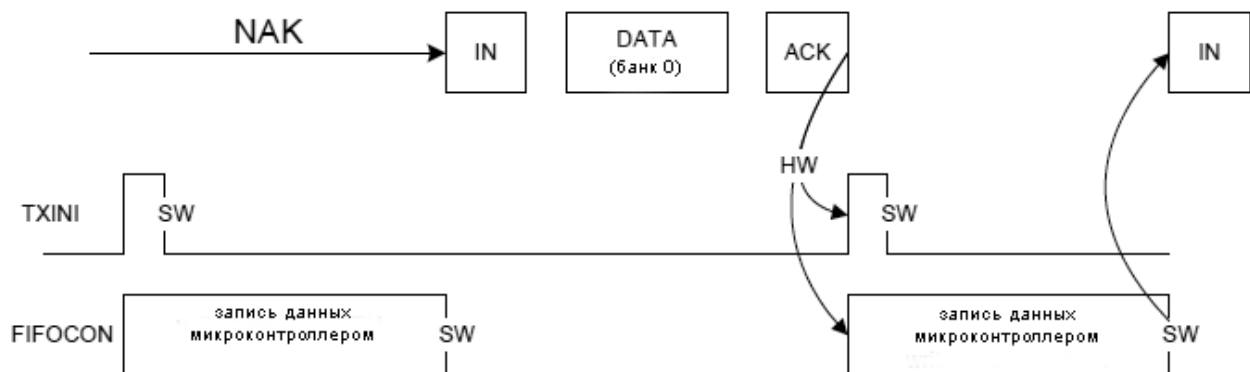 NAK
IN
DATA
(банк 0)
ACK
IN
HW
TXINI
SW
SW
FIFOCON
запись данных
микроконтроллером
SW
запись данных
микроконтроллером
SW